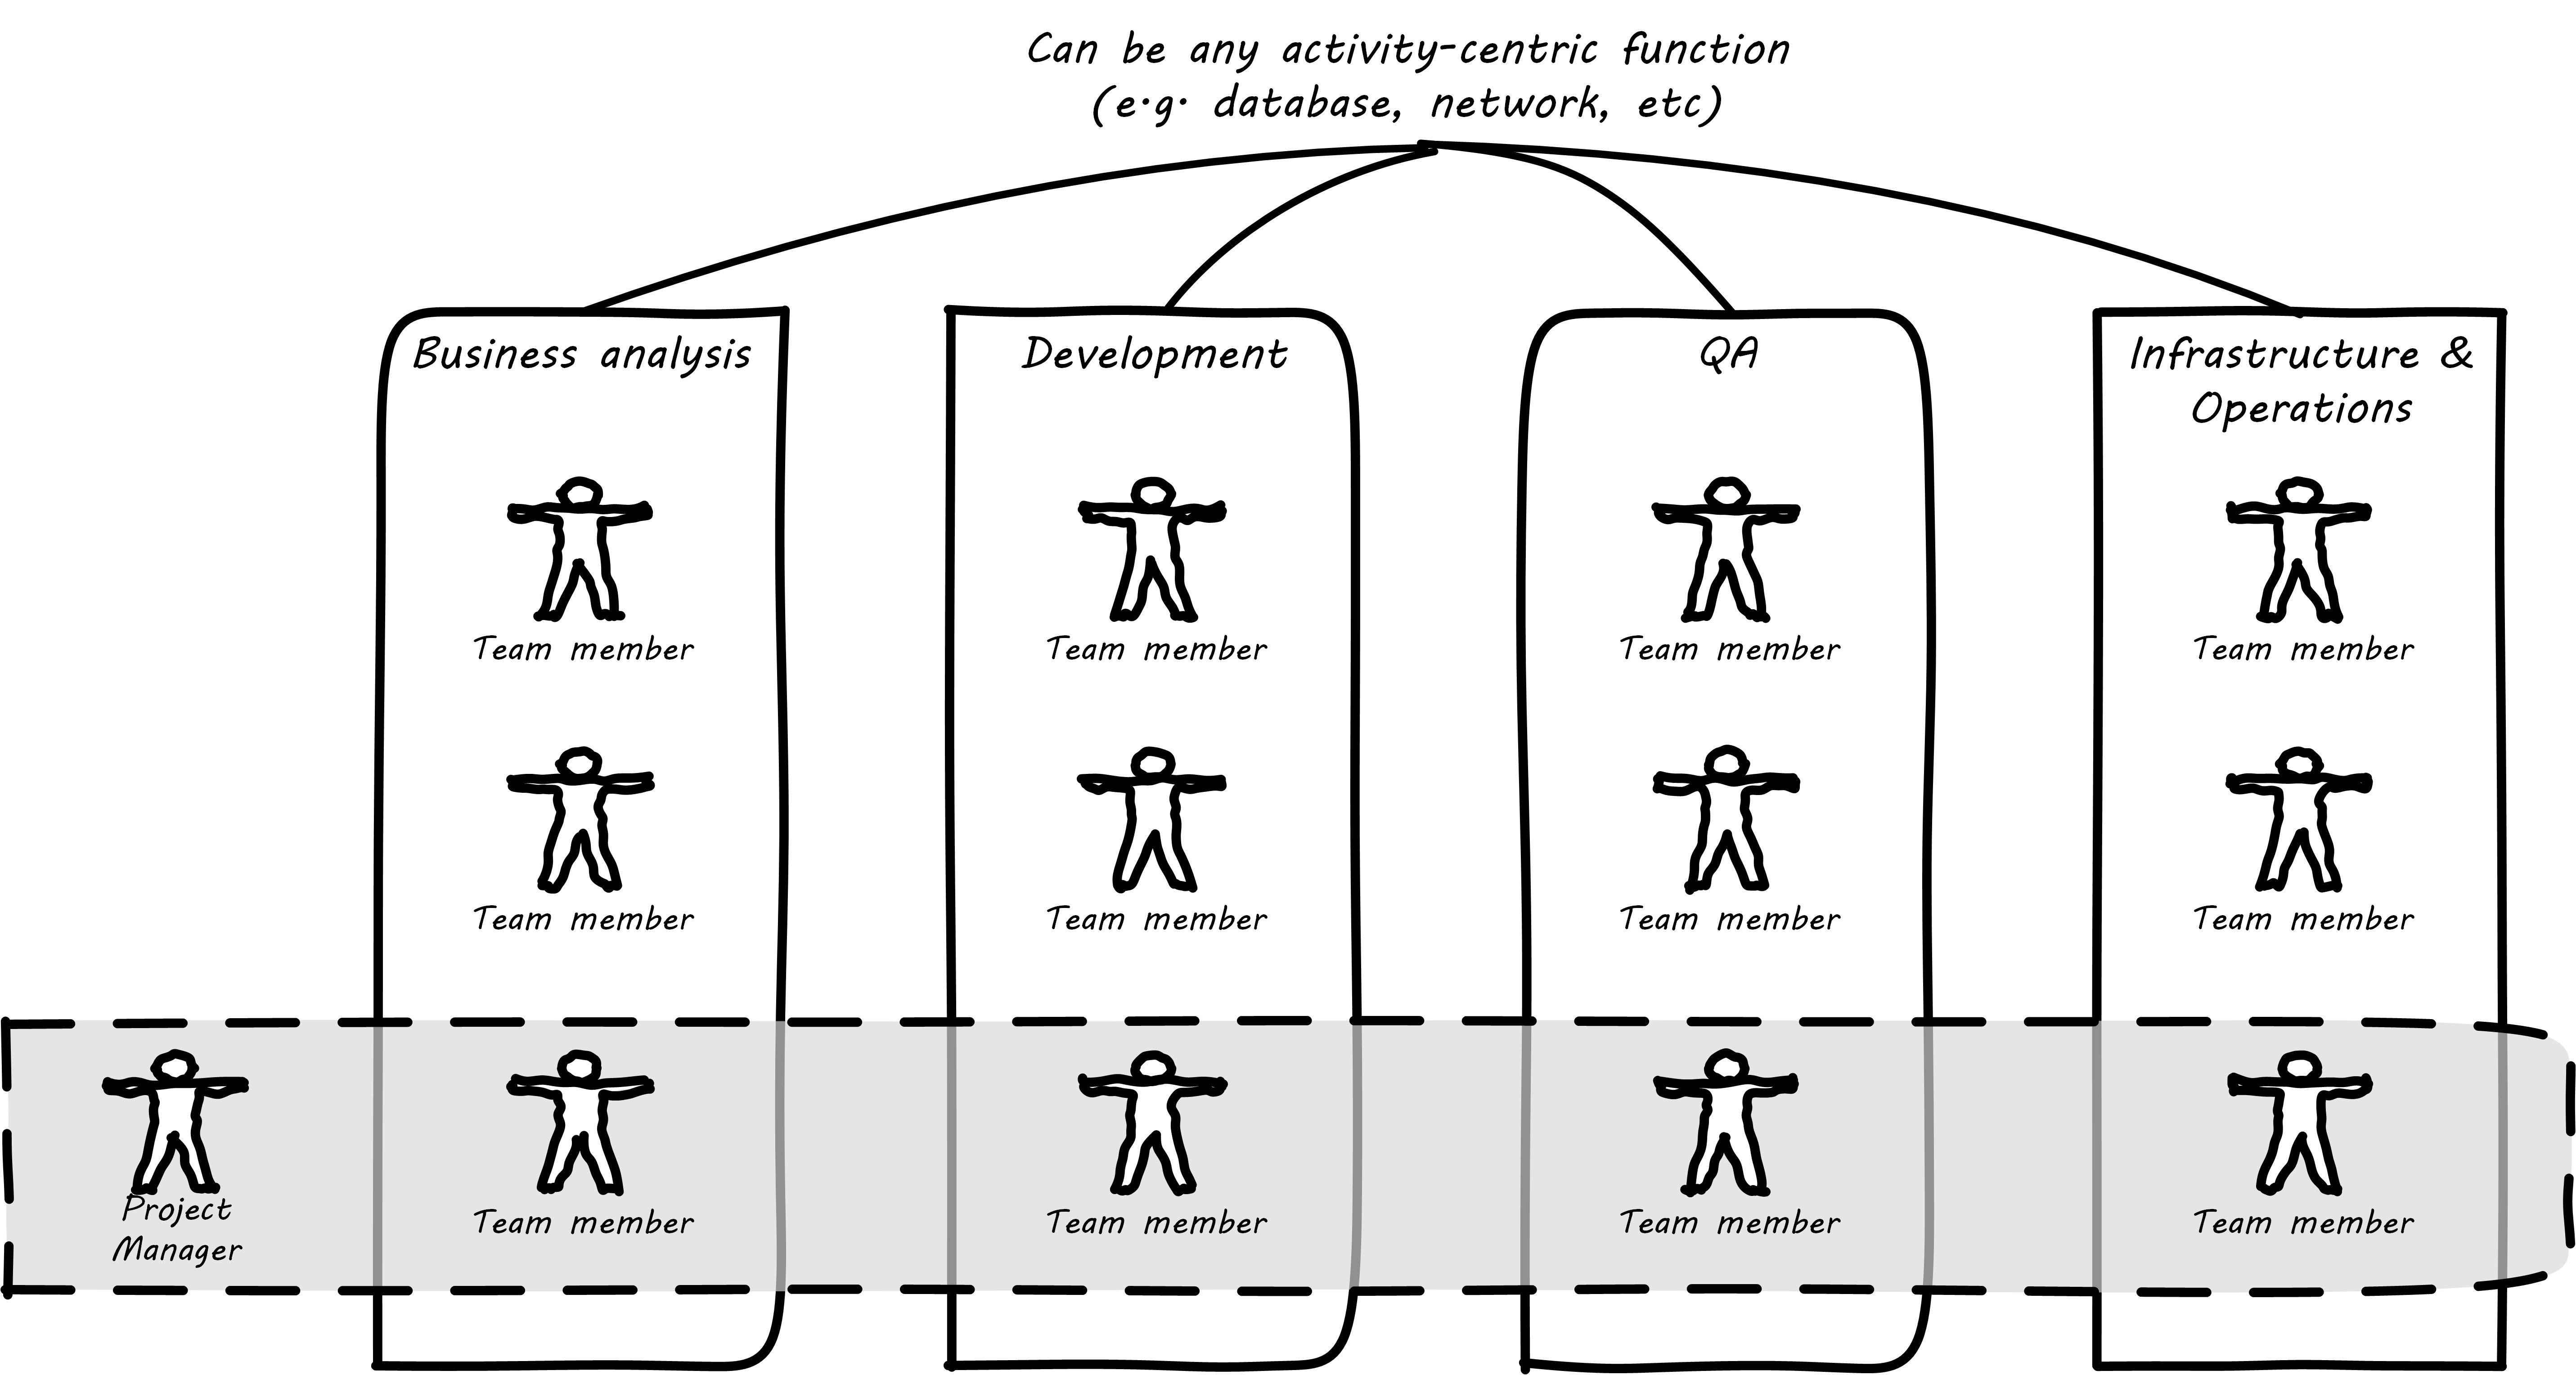 Can be any activity-centric function
(e.g. database, network, etc)
Business analysis
Development
QA
Infrastructure &
Operations
Team member
Team member
Team member
Team member
Team member
Team member
Team member
Team member
Project
Manager
Team member
Team member
Team member
Team member